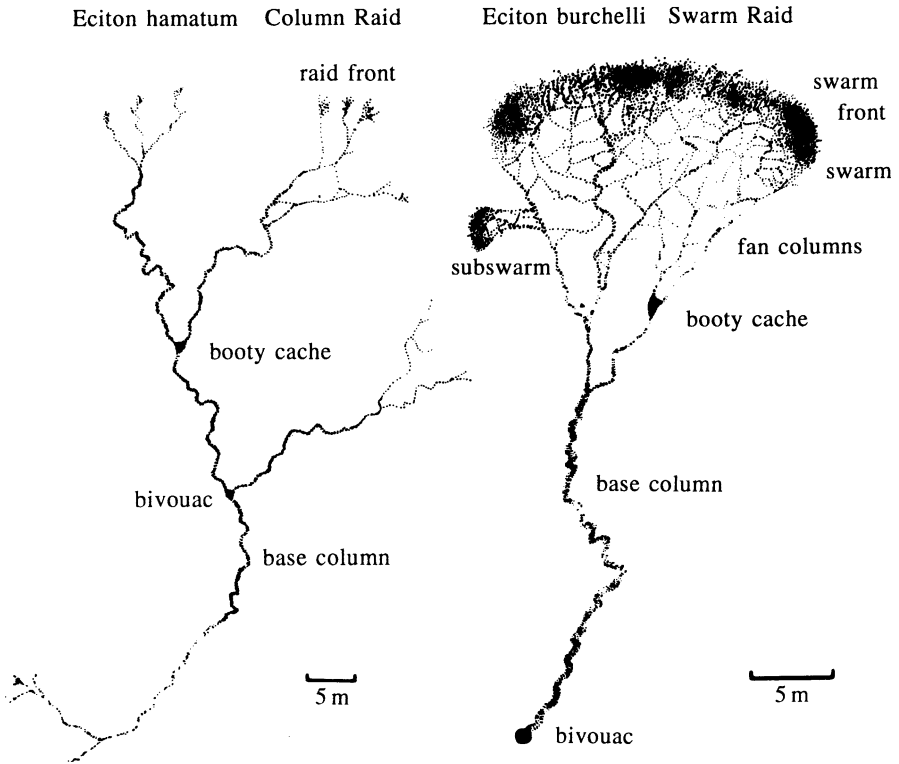 Eciton hamatum Column Raid
raid front
booty cache
bivouac
base column
5 m
Eciton burchelli Swarm Raid
swarm
front
swarm
subswarm
fan columns
booty cache
base column
5 m
bivouac